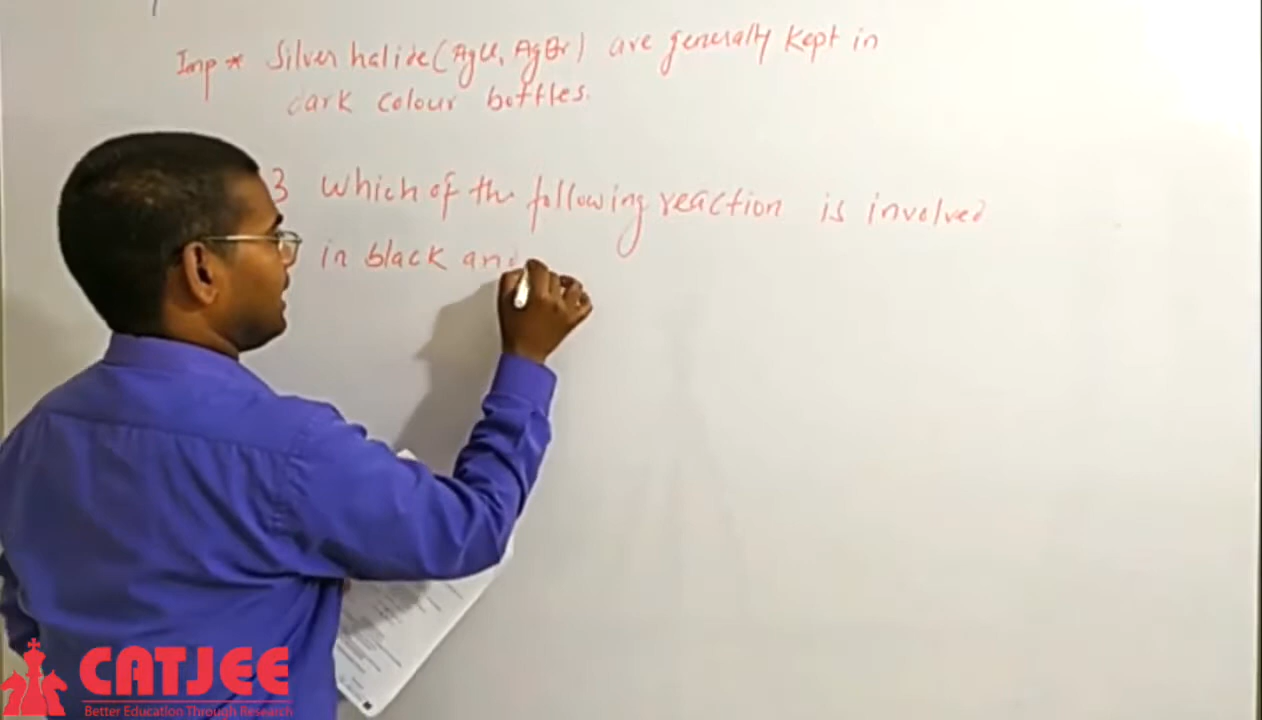 Imp * Silver halide (AgCl, AgBr) are generally kept in
dark colour bottles.
3 Which of the following reaction is involved
in black and
CATJEE
Better Education Through Research